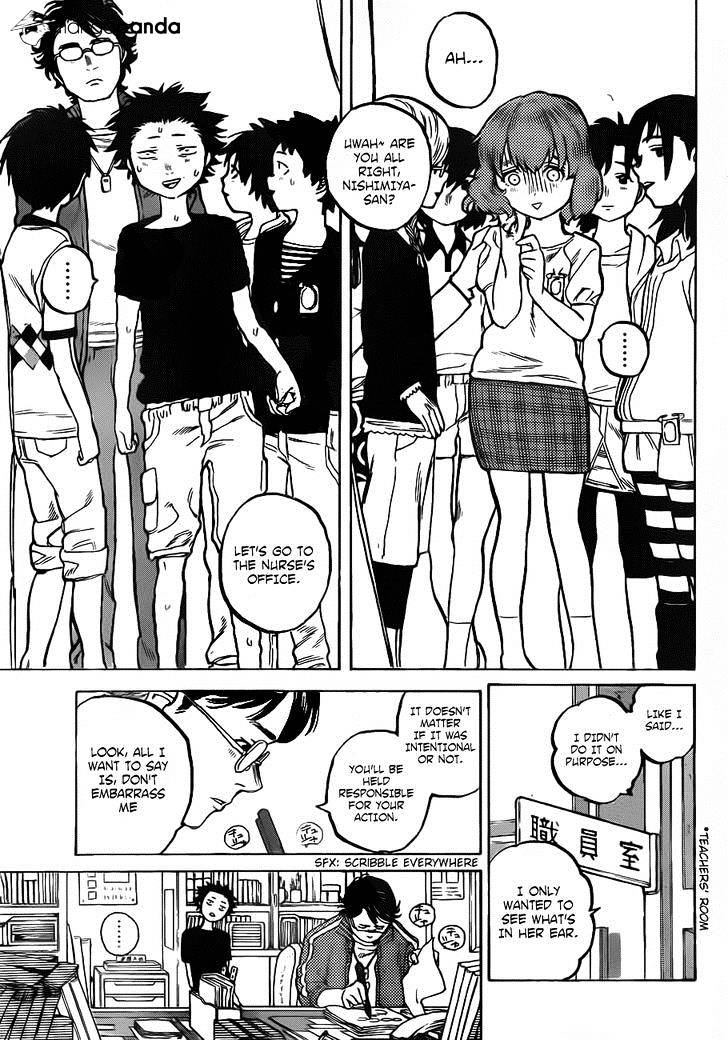 mangapanda
AH...
UWAH~ ARE
YOU ALL
RIGHT,
NISHIMIYA-
SAN?
......
......
LET'S GO TO
THE NURSE'S
OFFICE.
LIKE I
SAID...
I DIDN'T
DO IT ON
PURPOSE...
職員室
*TEACHERS' ROOM
I ONLY
WANTED TO
SEE WHAT'S
IN HER EAR.
IT DOESN'T
MATTER
IF IT WAS
INTENTIONAL
OR NOT.
YOU'LL BE
HELD
RESPONSIBLE
FOR YOUR
ACTION.
LOOK, ALL I
WANT TO SAY
IS, DON'T
EMBARRASS
ME
SFX: SCRIBBLE EVERYWHERE
......